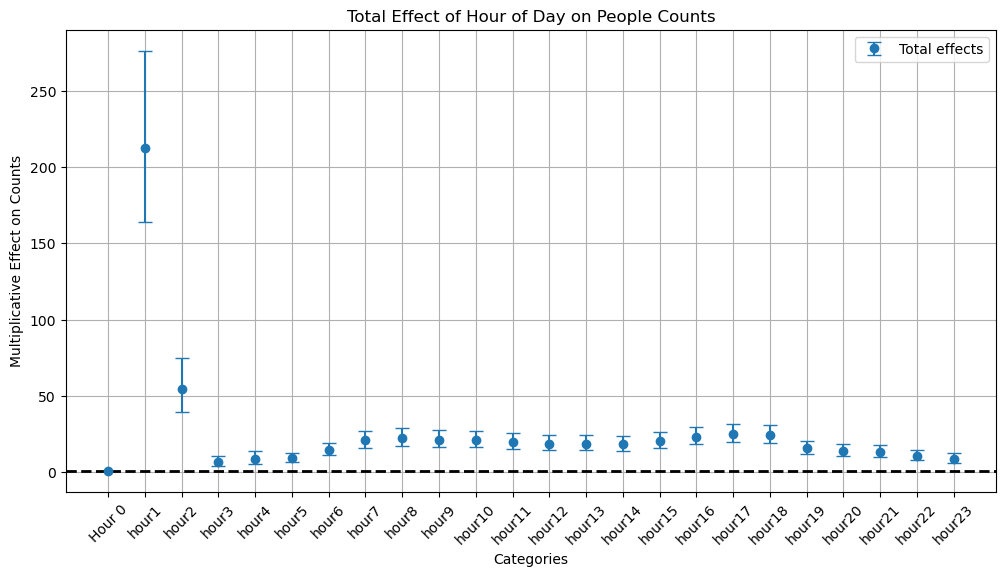 Total Effect of Hour of Day on People Counts
Total effects
Multiplicative Effect on Counts
250
200
150
100
50
0
Hour 0 hour1 hour2 hour3 hour4 hour5 hour6 hour7 hour8 hour9 hour10 hour11 hour12 hour13 hour14 hour15 hour16 hour17 hour18 hour19 hour20 hour21 hour22 hour23
Categories